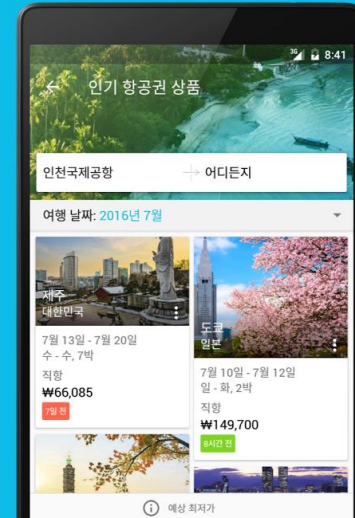 3G 8:41
인기 항공권 상품
인천국제공항 어디든지
여행 날짜: 2016년 7월
제주
대한민국
7월 13일 - 7월 20일
수 - 수, 7박
직항
₩66,085
7일 전
도쿄
일본
7월 10일 - 7월 12일
일 - 화, 2박
직항
₩149,700
8시간 전
예상 최저가